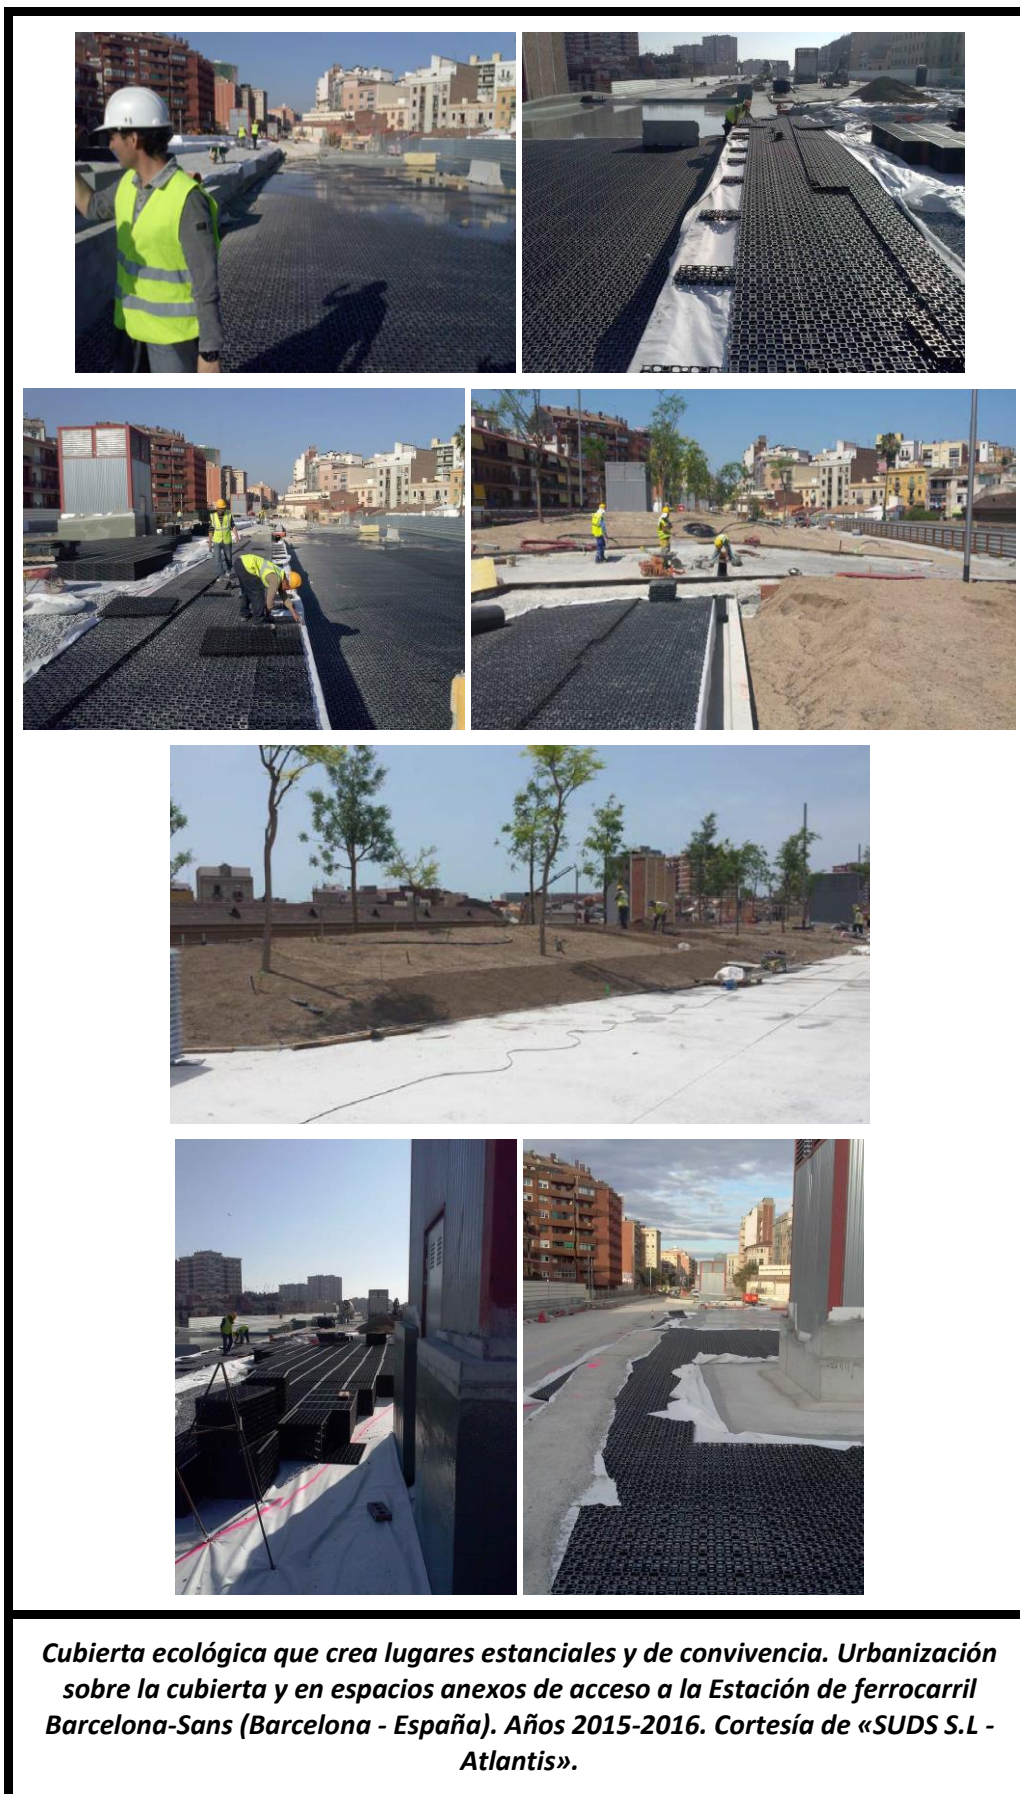 Cubierta ecológica que crea lugares estanciales y de convivencia. Urbanización
sobre la cubierta y en espacios anexos de acceso a la Estación de ferrocarril
Barcelona-Sans (Barcelona - España). Años 2015-2016. Cortesía de «SUDS S.L -
Atlantis».